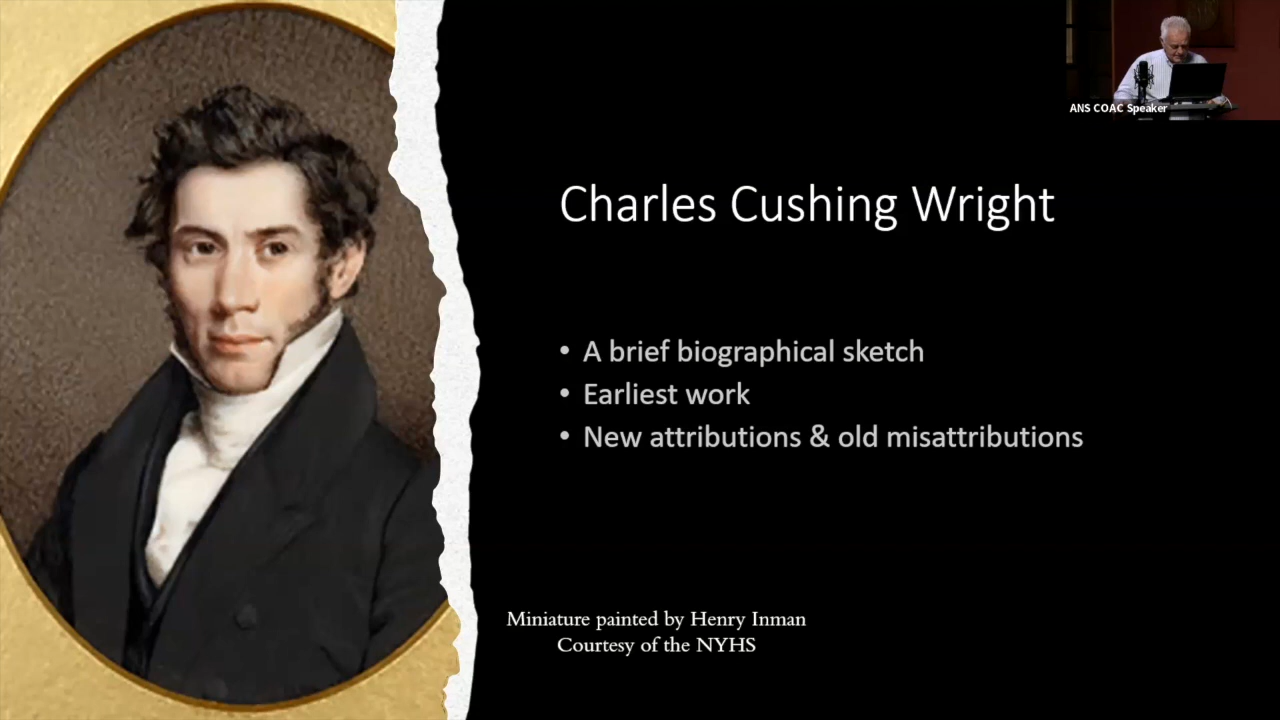 ANS COAC Speaker
Charles Cushing Wright
• A brief biographical sketch
• Earliest work
• New attributions & old misattributions
Miniature painted by Henry Inman
Courtesy of the NYHS